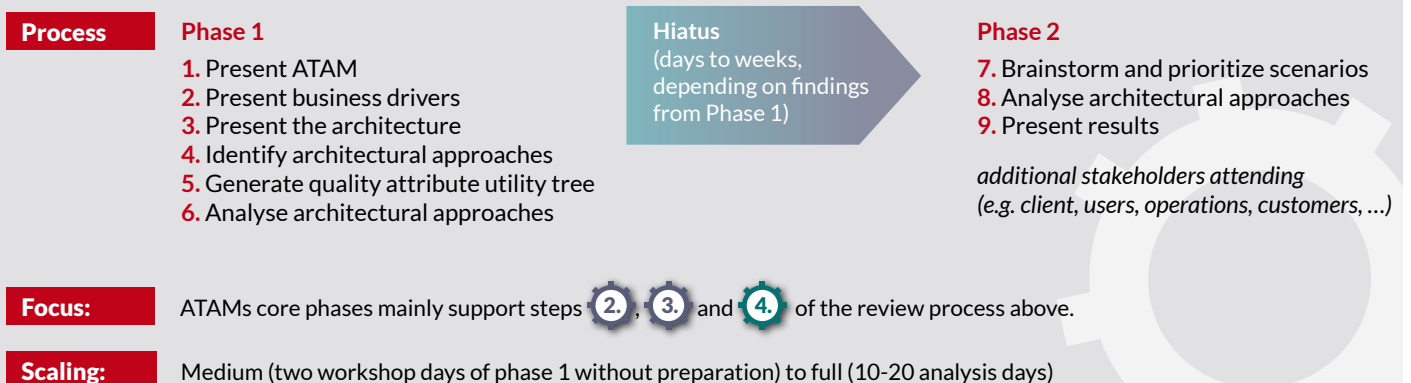 Process
Phase 1
1. Present ATAM
2. Present business drivers
3. Present the architecture
4. Identify architectural approaches
5. Generate quality attribute utility tree
6. Analyse architectural approaches
Hiatus
(days to weeks,
depending on findings
from Phase 1)
Phase 2
7. Brainstorm and prioritize scenarios
8. Analyse architectural approaches
9. Present results
additional stakeholders attending
(e.g. client, users, operations, customers, …)
Focus:
ATAMs core phases mainly support steps 2. , 3. and 4. of the review process above.
Scaling:
Medium (two workshop days of phase 1 without preparation) to full (10-20 analysis days)